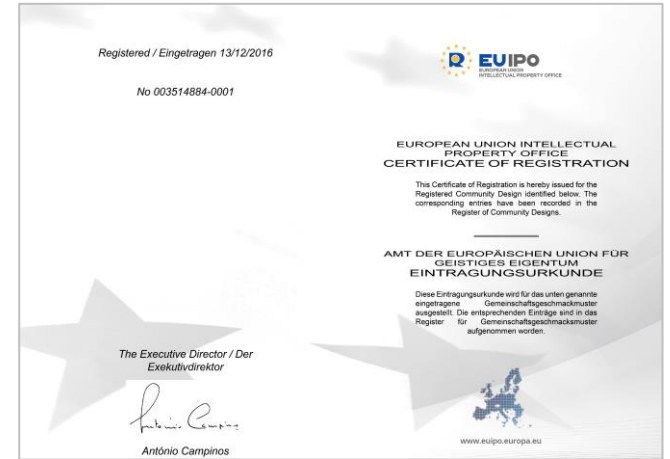 Registered / Eingetragen 13/12/2016
No 003514884-0001
The Executive Director / Der
Exekutivdirektor
António Campinos
EUIPO
EUROPEAN UNION
INTELLECTUAL PROPERTY OFFICE
EUROPEAN UNION INTELLECTUAL
PROPERTY OFFICE
CERTIFICATE OF REGISTRATION
This Certificate of Registration is hereby issued for the
Registered Community Design identified below. The
corresponding entries have been recorded in the
Register of Community Designs.
AMT DER EUROPÄISCHEN UNION FÜR
GEISTIGES EIGENTUM
EINTRAGUNGSURKUNDE
Diese Eintragungsurkunde wird für das unten genannte
eingetragene Gemeinschaftsgeschmackmuster
ausgestellt. Die entsprechenden Einträge sind in das
Register für Gemeinschaftsgeschmacksmuster
aufgenommen worden.
www.euipo.europa.eu